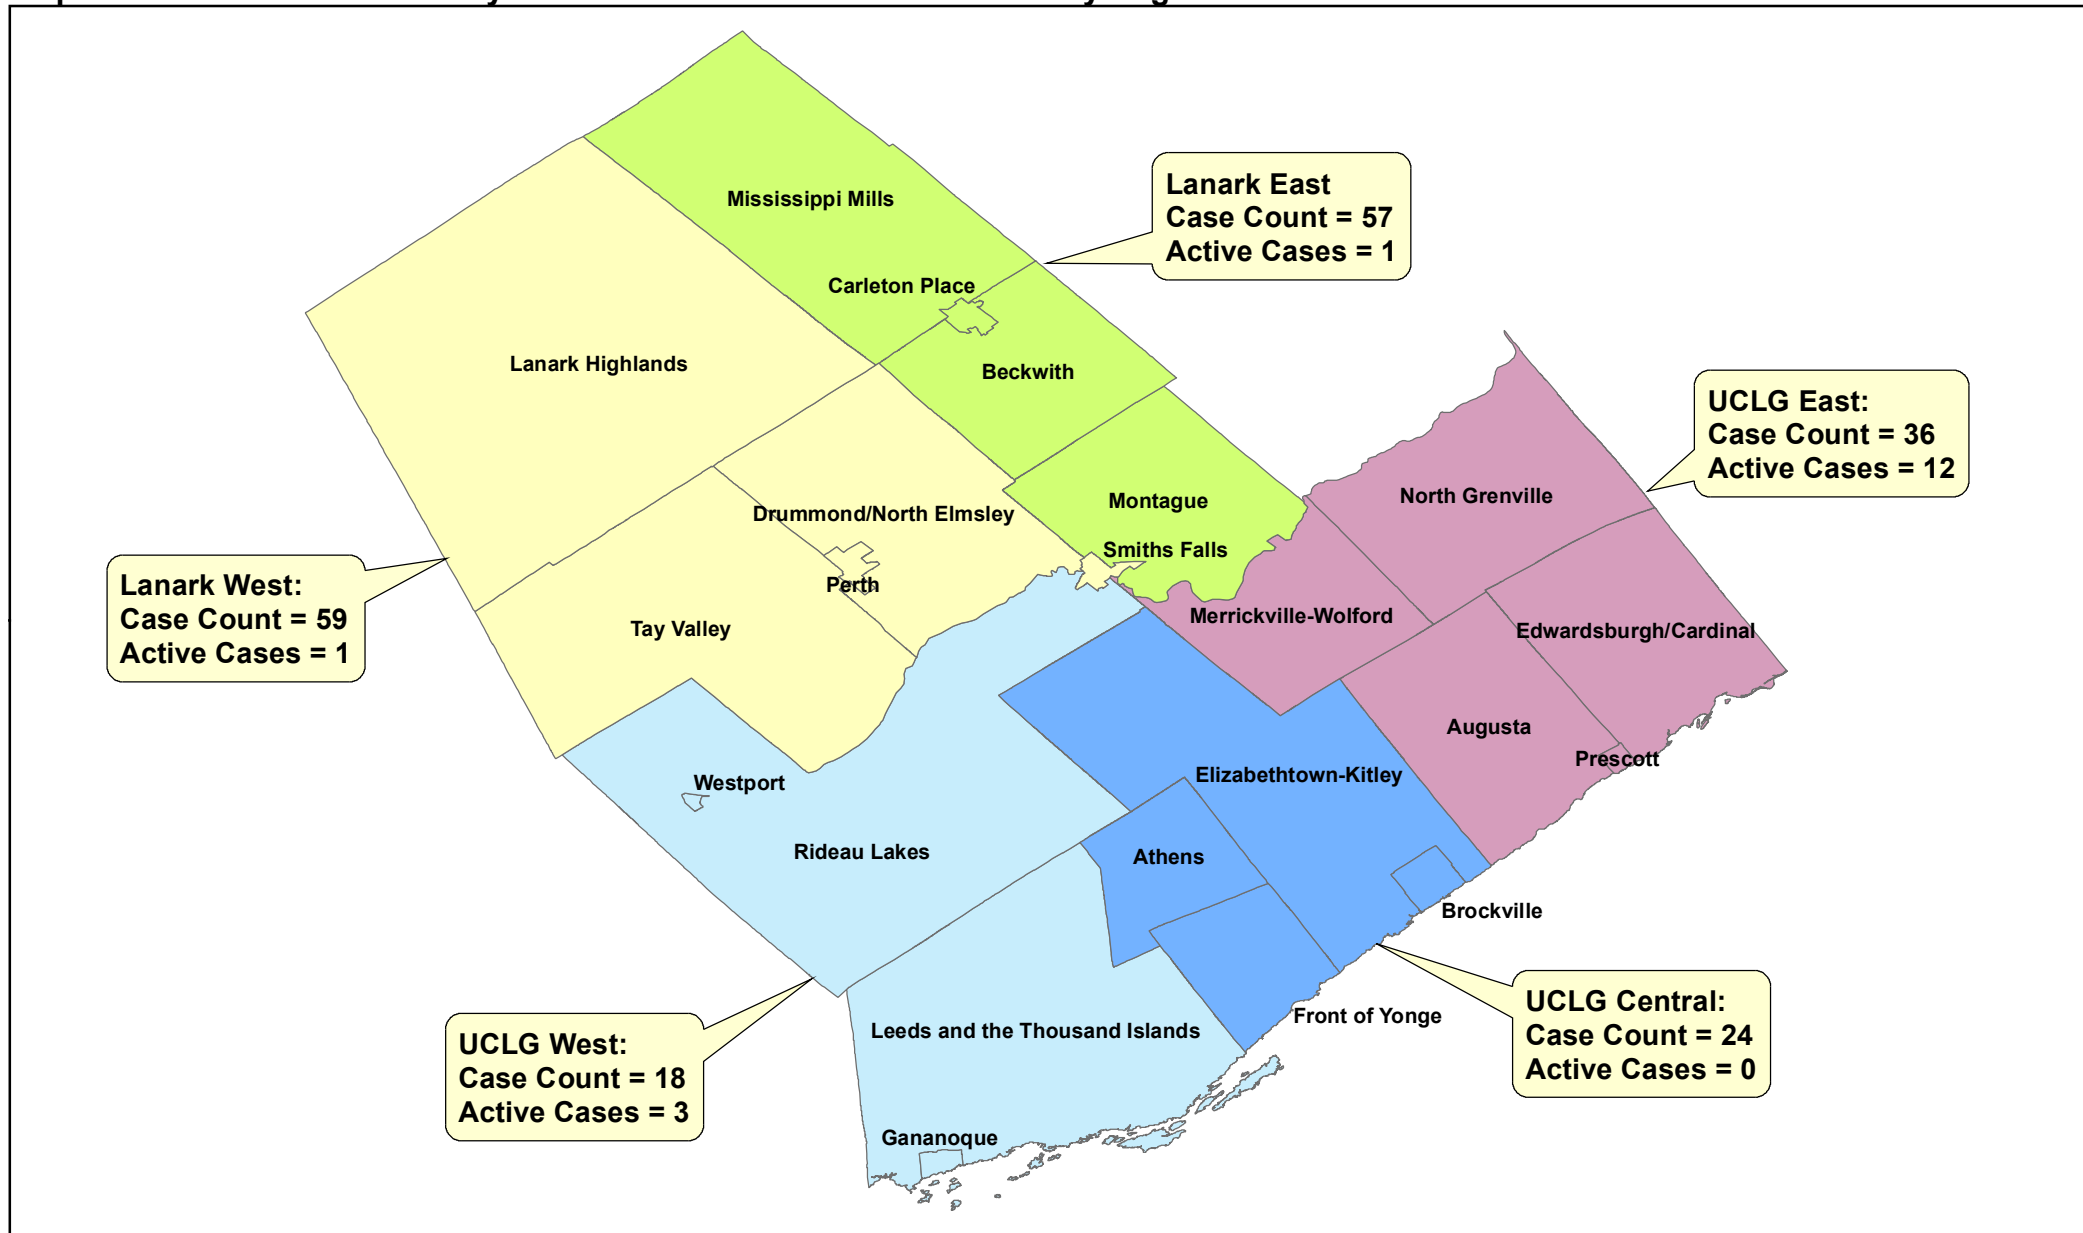 Mississippi Mills
Lanark East
Case Count = 57
Active Cases = 1
Carleton Place
Lanark Highlands
Beckwith
UCLG East:
Case Count = 36
Active Cases = 12
North Grenville
Montague
Drummond/North Elmsley
Smiths Falls
Perth
Lanark West:
Case Count = 59
Active Cases = 1
Merrickville-Wolford
Tay Valley
Edwardsburgh/Cardinal
Augusta
Prescott
Elizabethtown-Kitley
Westport
Rideau Lakes
Athens
Brockville
UCLG Central:
Case Count = 24
Active Cases = 0
Front of Yonge
Leeds and the Thousand Islands
UCLG West:
Case Count = 18
Active Cases = 3
Gananoque